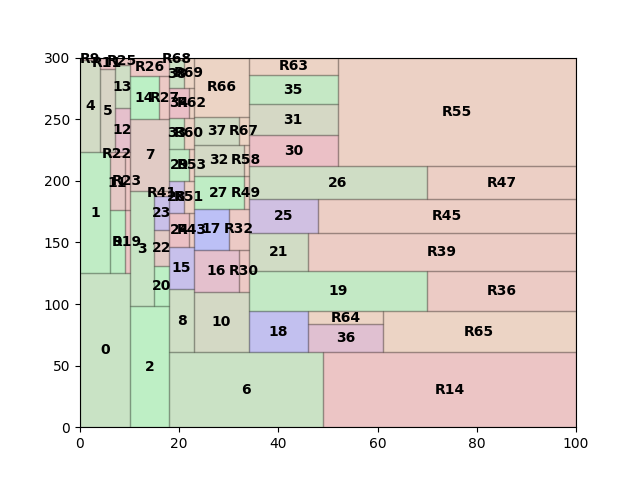 300
R9 R11 R25 R68 R63
R26 R69
13 R66 35
14 R27 R62
4 5 R55
250
12 33 R60 37 R67 31
R22 7 29 R53 32 R58 30
200
R23 R41 R51 27 R49 26 R47
1 23 R43 17 R32 25 R45
150
R19 3 22 21 R39
15 16 R30
20 19 R36
100
8 10 18 R64 R65
36
50
0 2 6 R14
0
0 20 40 60 80 100